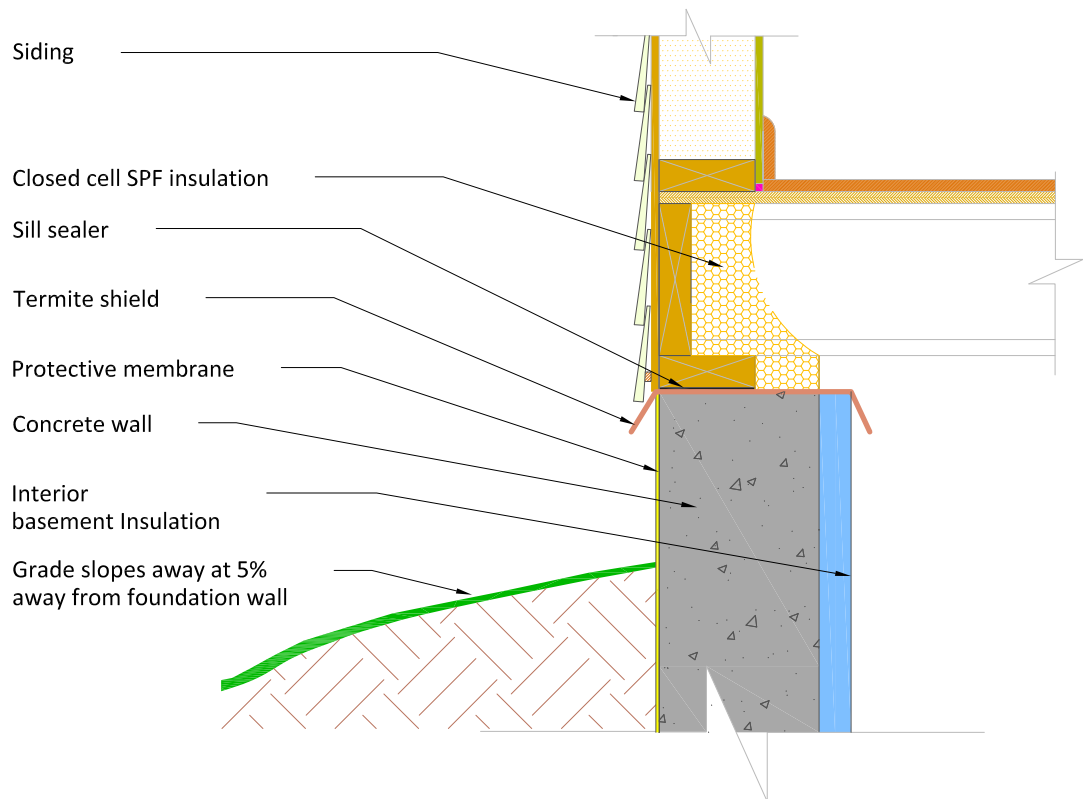 Siding
Closed cell SPF insulation
Sill sealer
Termite shield
Protective membrane
Concrete wall
Interior
basement Insulation
Grade slopes away at 5%
away from foundation wall